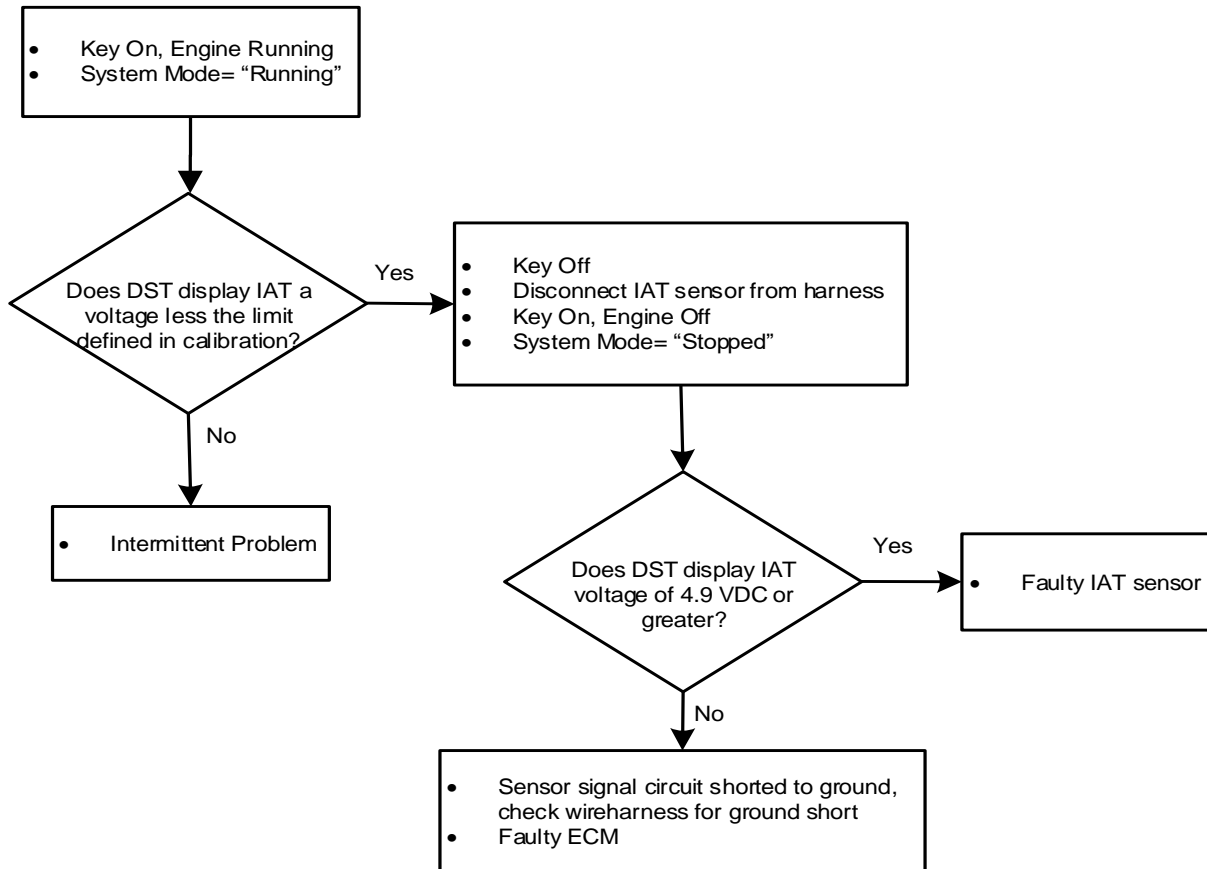 • Key On, Engine Running
• System Mode= “Running”
Does DST display IAT a
voltage less the limit
defined in calibration?
Yes
No
• Intermittent Problem
• Key Off
• Disconnect IAT sensor from harness
• Key On, Engine Off
• System Mode= “Stopped”
Does DST display IAT
voltage of 4.9 VDC or
greater?
Yes
• Faulty IAT sensor
No
• Sensor signal circuit shorted to ground,
check wireharness for ground short
• Faulty ECM